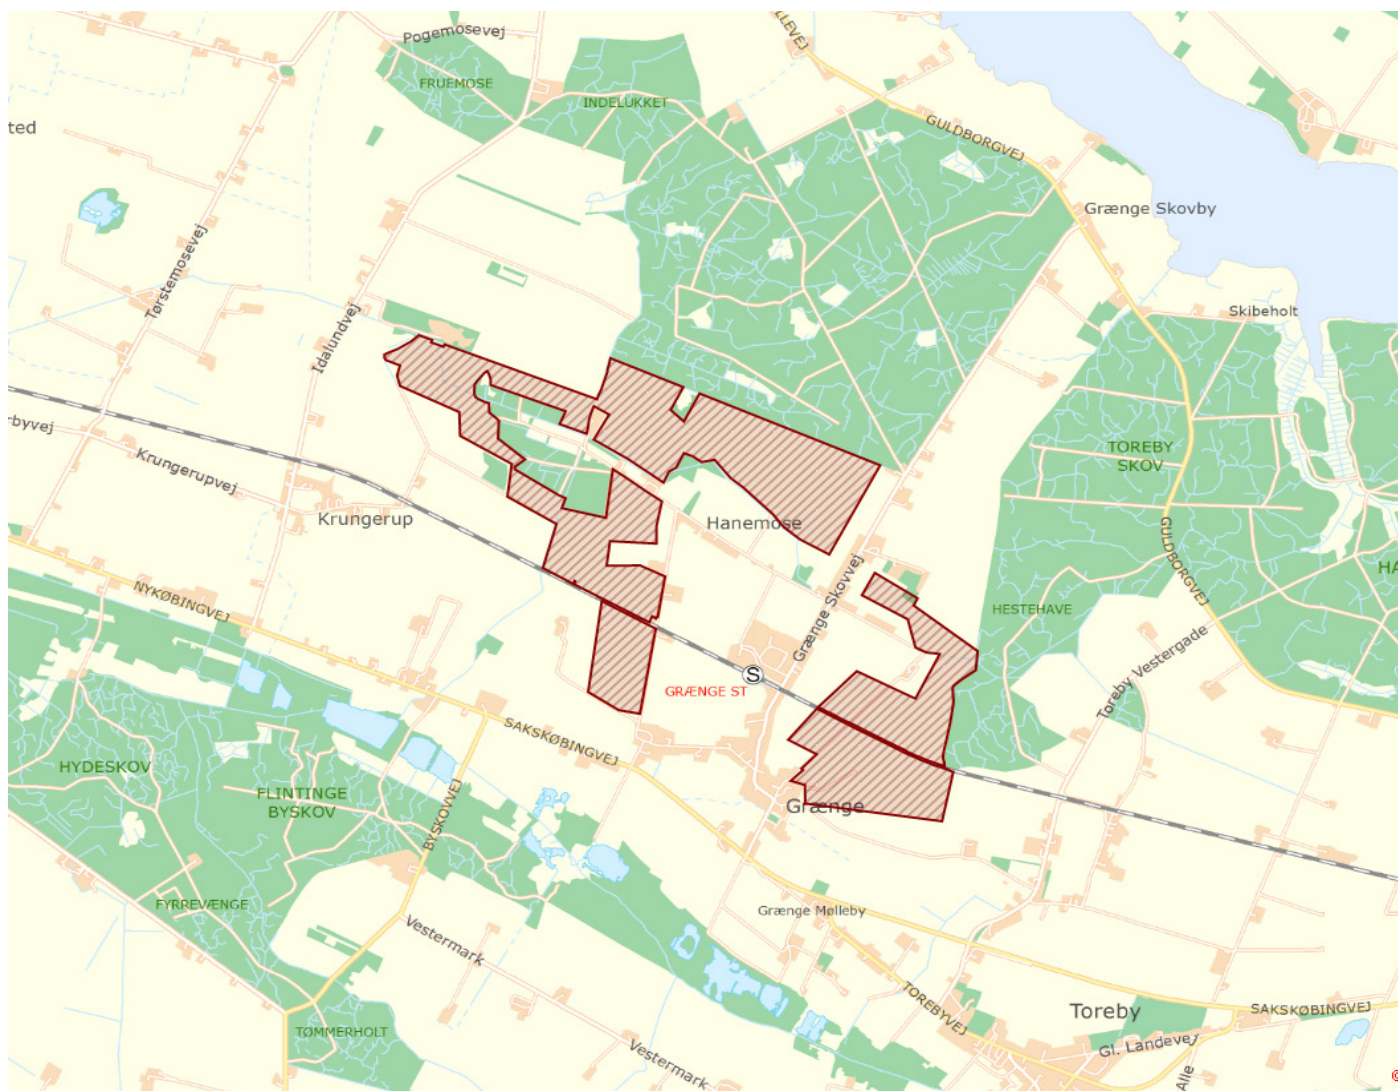 Pogemosevej
FRUEMOSE
INDELUKKET
LLEVEJ
GULDBORGVEJ
ted
Grænge Skovby
Tørstemosevej
Idalundvej
Skibeholt
rbyvej
Krungerupvej
Krungerup
Hanemose
TOREBY
SKOV
GULDBORGVEJ
HA
NYKØBINGVEJ
Grænge Skovvej
HESTEHAVE
Toreby Vestergade
S
GRÆNGE ST
SAKSKØBINGVEJ
HYDESKOV
FLINTINGE
BYSKOV
BYSKOVVEJ
Grænge
FYRREVÆNGE
Grænge Mølleby
Vestermark
TOREBYVEJ
Toreby
SAKSKØBINGVEJ
TØMMERHOLT
Vestermark
Gl. Landevej
Alle
©